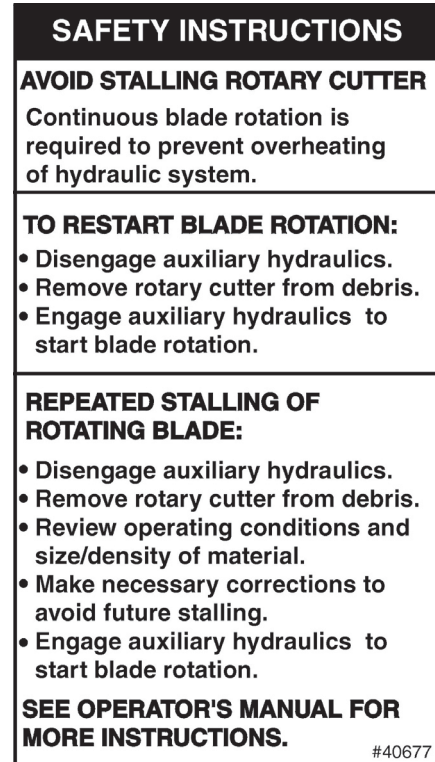 SAFETY INSTRUCTIONS
AVOID STALLING ROTARY CUTTER
Continuous blade rotation is
required to prevent overheating
of hydraulic system.
TO RESTART BLADE ROTATION:
• Disengage auxiliary hydraulics.
• Remove rotary cutter from debris.
• Engage auxiliary hydraulics to
start blade rotation.
REPEATED STALLING OF
ROTATING BLADE:
• Disengage auxiliary hydraulics.
• Remove rotary cutter from debris.
• Review operating conditions and
size/density of material.
• Make necessary corrections to
avoid future stalling.
• Engage auxiliary hydraulics to
start blade rotation.
SEE OPERATOR'S MANUAL FOR
MORE INSTRUCTIONS.
#40677